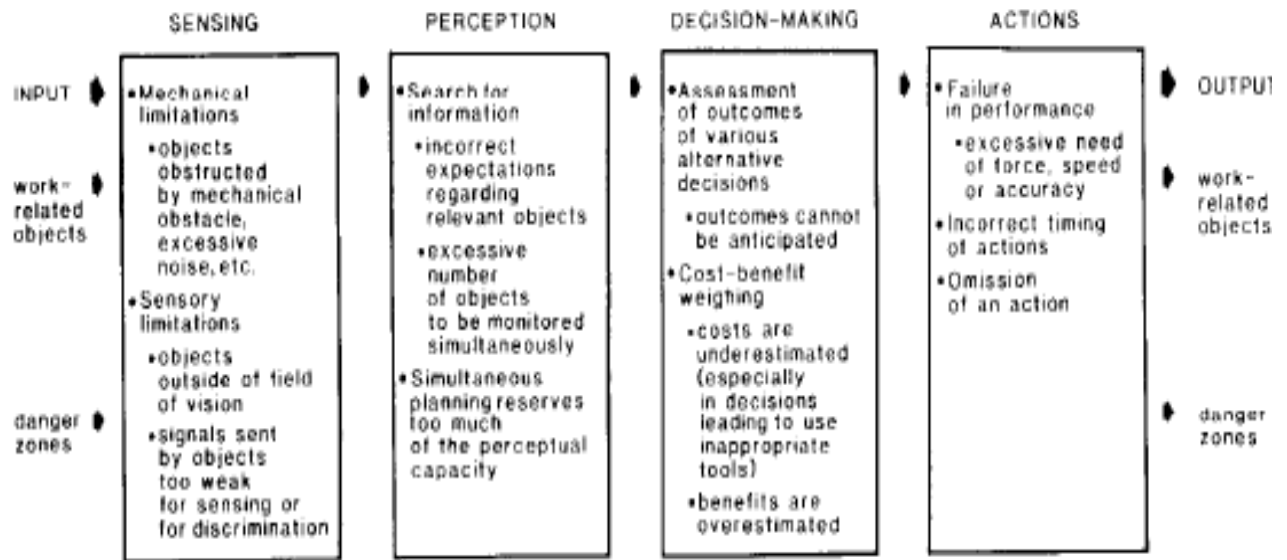 SENSING
PERCEPTION
DECISION-MAKING
ACTIONS
INPUT
work-
related
objects
danger
zones
•Mechanical
limitations
•objects
obstructed
by mechanical
obstacle,
excessive
noise, etc.
•Sensory
limitations
•objects
outside of field
of vision
•signals sent
by objects
too weak
for sensing or
for discrimination
•Search for
information
•incorrect
expectations
regarding
relevant objects
•excessive
number
of objects
to be monitored
simultaneously
•Simultaneous
planning reserves
too much
of the perceptual
capacity
•Assessment
of outcomes
of various
alternative
decisions
•outcomes cannot
be anticipated
•Cost-benefit
weighing
•costs are
underestimated
(especially
in decisions
leading to use
inappropriate
tools)
•benefits are
overestimated
•Failure
in performance
•excessive need
of force, speed
or accuracy
•Incorrect timing
of actions
•Omission
of an action
OUTPUT
work-
related
objects
danger
zones